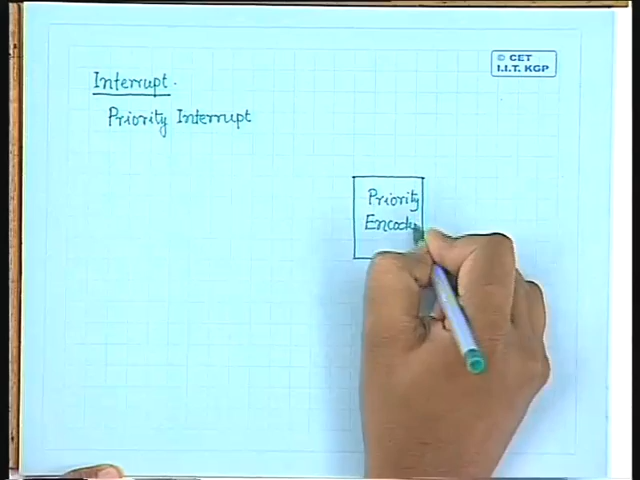 © CET
I.I.T. KGP
Interrupt.
Priority Interrupt
Priority